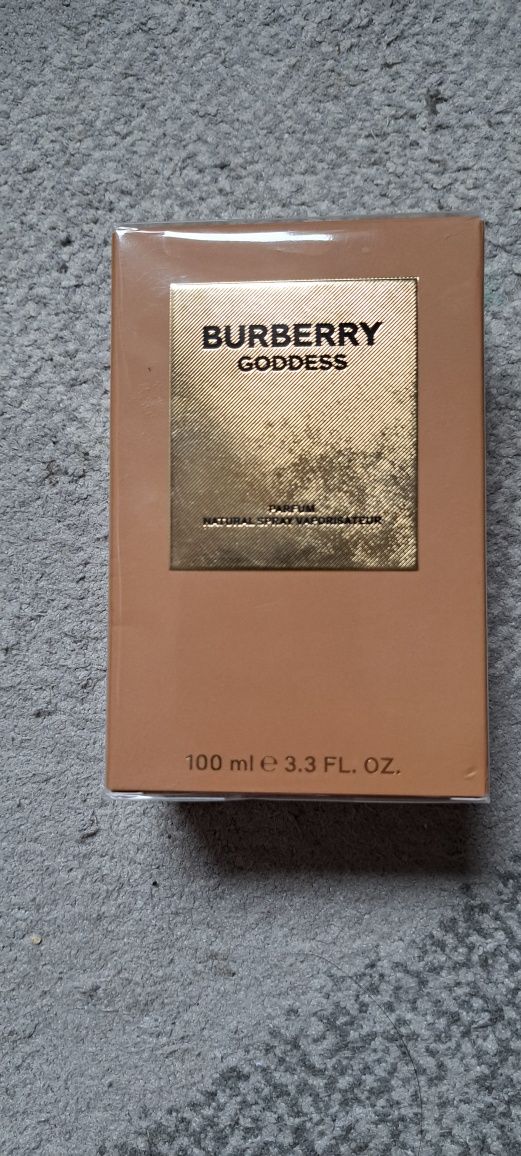 BURBERRY
GODDESS
PARFUM
NATURAL SPRAY VAPORISATEUR
100 ml ℮ 3.3 FL. OZ.